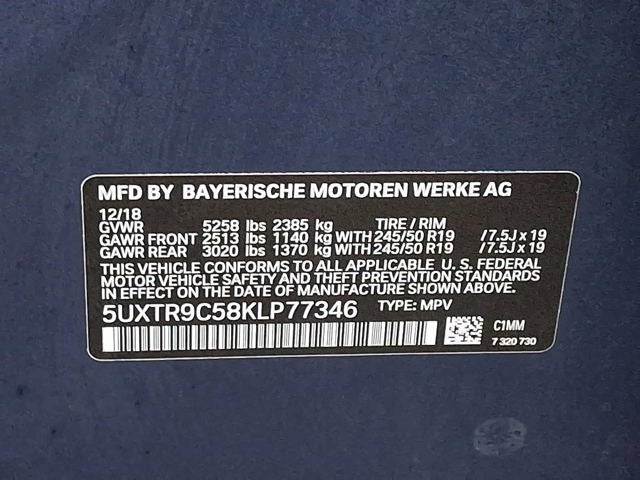 MFD BY BAYERISCHE MOTOREN WERKE AG
12/18
GVWR 5258 lbs 2385 kg TIRE / RIM
GAWR FRONT 2513 lbs 1140 kg WITH 245/50 R19 / 7.5J x 19
GAWR REAR 3020 lbs 1370 kg WITH 245/50 R19 / 7.5J x 19
THIS VEHICLE CONFORMS TO ALL APPLICABLE U. S. FEDERAL
MOTOR VEHICLE SAFETY AND THEFT PREVENTION STANDARDS
IN EFFECT ON THE DATE OF MANUFACTURE SHOWN ABOVE.
5UXTR9C58KLP77346 TYPE: MPV
C1MM
7 320 730